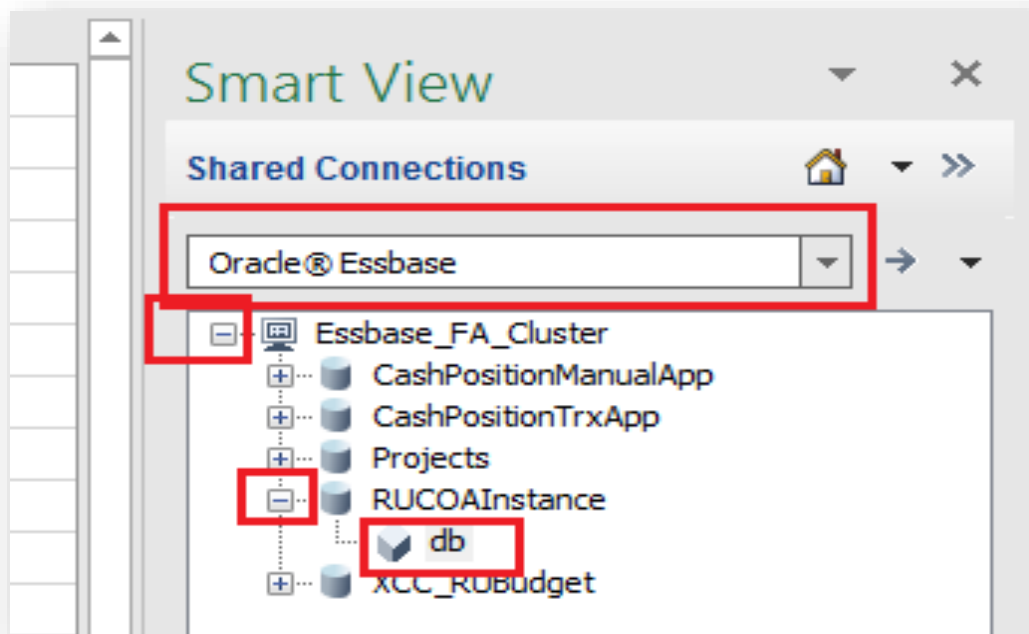 Smart View
Shared Connections
Oracle® Essbase
Essbase_FA_Cluster
CashPositionManualApp
CashPositionTrxApp
Projects
RUCOAInstance
db
XCC_RUBudget